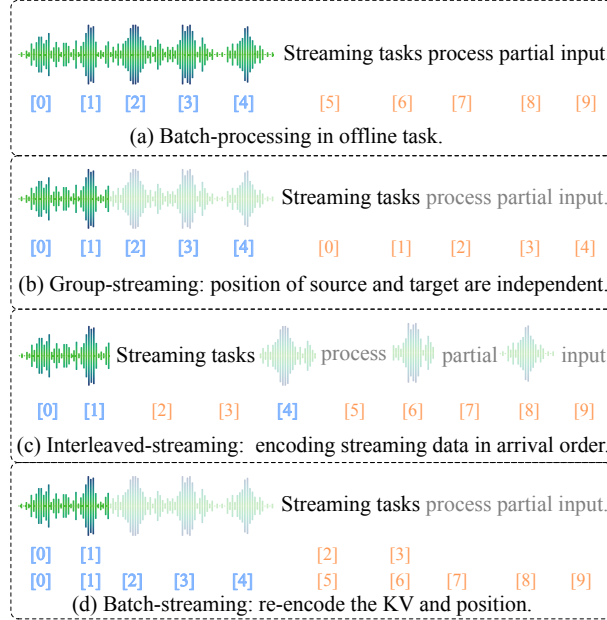 Streaming tasks process partial input.
[0] [1] [2] [3] [4] [5] [6] [7] [8] [9]
(a) Batch-processing in offline task.
Streaming tasks process partial input.
[0] [1] [2] [3] [4] [0] [1] [2] [3] [4]
(b) Group-streaming: position of source and target are independent.
Streaming tasks process partial input
[0] [1] [2] [3] [4] [5] [6] [7] [8] [9]
(c) Interleaved-streaming: encoding streaming data in arrival order.
Streaming tasks process partial input.
[0] [1] [2] [3]
[0] [1] [2] [3] [4] [5] [6] [7] [8] [9]
(d) Batch-streaming: re-encode the KV and position.